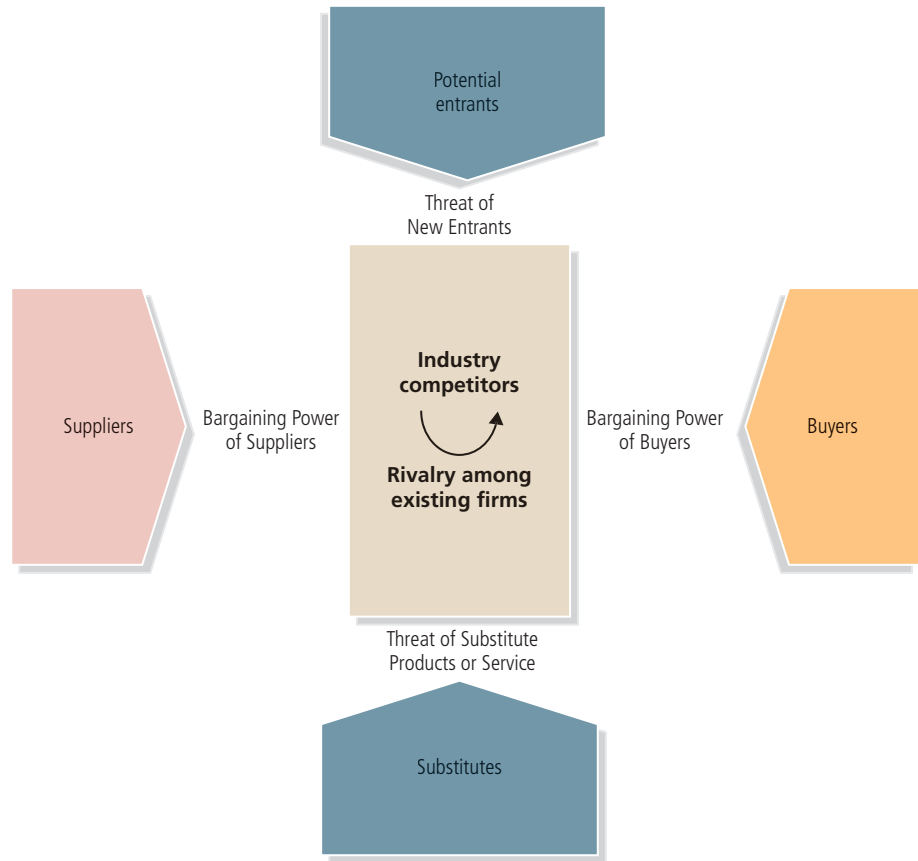 Potential
entrants
Threat of
New Entrants
Industry
competitors
Suppliers
Bargaining Power
of Suppliers
Bargaining Power
of Buyers
Buyers
Rivalry among
existing firms
Threat of Substitute
Products or Service
Substitutes